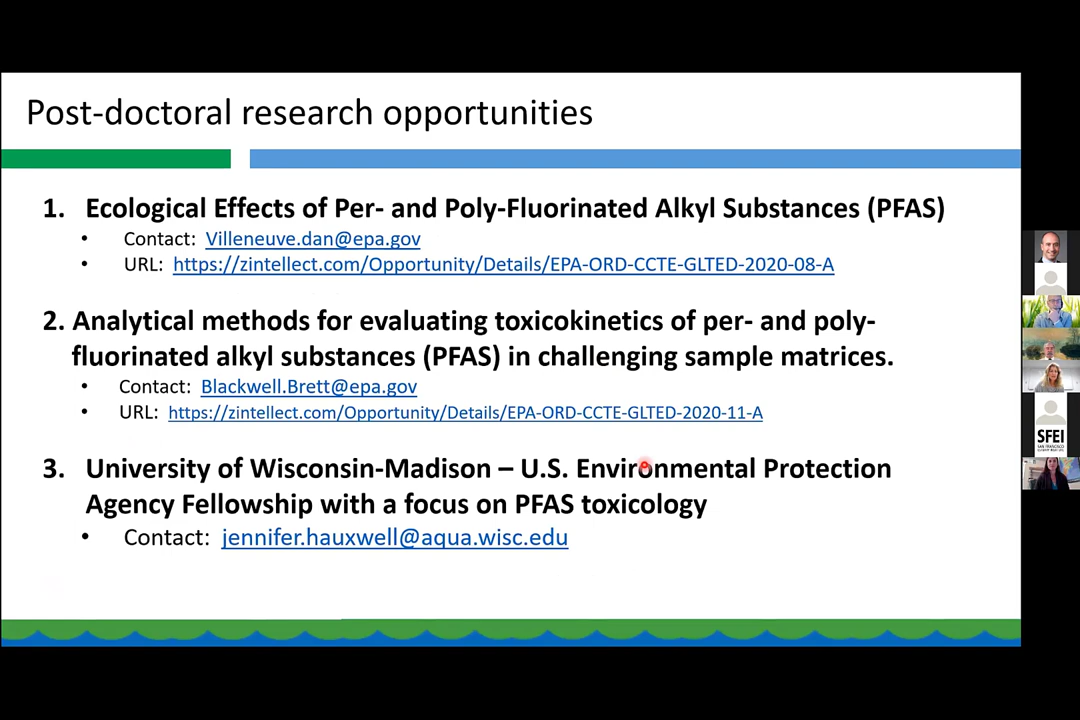 Post-doctoral research opportunities
1. Ecological Effects of Per- and Poly-Fluorinated Alkyl Substances (PFAS)
• Contact: Villeneuve.dan@epa.gov
• URL: https://zintellect.com/Opportunity/Details/EPA-ORD-CCTE-GLTED-2020-08-A
2. Analytical methods for evaluating toxicokinetics of per- and poly-
fluorinated alkyl substances (PFAS) in challenging sample matrices.
• Contact: Blackwell.Brett@epa.gov
• URL: https://zintellect.com/Opportunity/Details/EPA-ORD-CCTE-GLTED-2020-11-A
3. University of Wisconsin-Madison – U.S. Environmental Protection
Agency Fellowship with a focus on PFAS toxicology
• Contact: jennifer.hauxwell@aqua.wisc.edu
SFEI